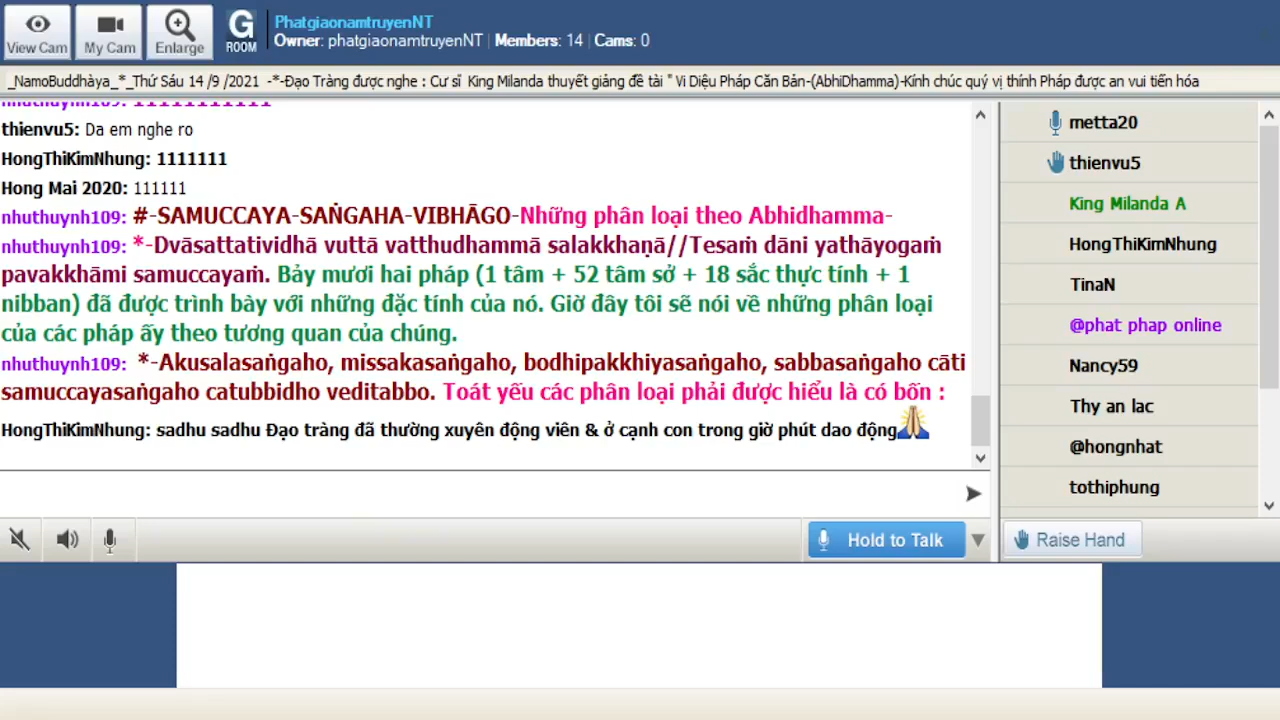 View Cam
My Cam
Enlarge
G
ROOM
PhatgiaonamtruyenNT
Owner: phatgiaonamtruyenNT | Members: 14 | Cams: 0
_NamoBuddhàya_*_Thứ Sáu 14 /9 /2021 -*-Đạo Tràng được nghe : Cư sĩ King Milanda thuyết giảng đề tài " Vi Diệu Pháp Căn Bản-(AbhiDhamma)-Kính chúc quý vị thính Pháp được an vui tiến hóa
nhuthuynh109: 11111111111
thienvu5: Da em nghe ro
HongThiKimNhung: 1111111
Hong Mai 2020: 111111
nhuthuynh109: #-SAMUCCAYA-SAṄGAHA-VIBHĀGO-Những phân loại theo Abhidhamma-
nhuthuynh109: *-Dvāsattatividhā vuttā vatthudhammā salakkhaṇā//Tesaṁ dāni yathāyogaṁ
pavakkhāmi samuccayaṁ. Bảy mươi hai pháp (1 tâm + 52 tâm sở + 18 sắc thực tính + 1
nibban) đã được trình bày với những đặc tính của nó. Giờ đây tôi sẽ nói về những phân loại
của các pháp ấy theo tương quan của chúng.
nhuthuynh109: *-Akusalasaṅgaho, missakasaṅgaho, bodhipakkhiyasaṅgaho, sabbasaṅgaho cāti
samuccayasaṅgaho catubbidho veditabbo. Toát yếu các phân loại phải được hiểu là có bốn :
HongThiKimNhung: sadhu sadhu Đạo tràng đã thường xuyên động viên & ở cạnh con trong giờ phút dao động
metta20
thienvu5
King Milanda A
HongThiKimNhung
TinaN
@phat phap online
Nancy59
Thy an lac
@hongnhat
tothiphung
Hold to Talk
Raise Hand